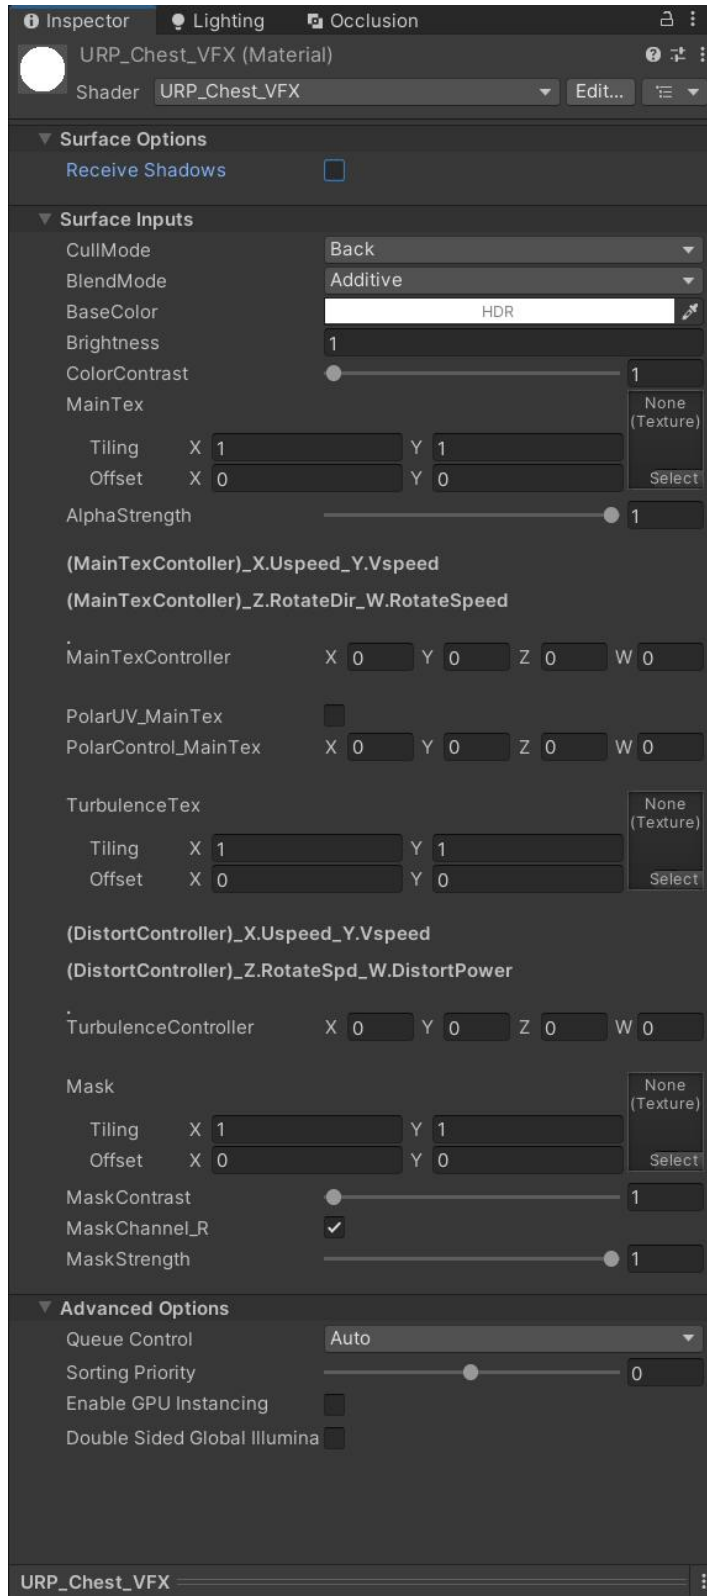 Inspector Lighting Occlusion
URP_Chest_VFX (Material)
Shader URP_Chest_VFX Edit...
Surface Options
Receive Shadows
Surface Inputs
CullMode Back
BlendMode Additive
BaseColor HDR
Brightness 1
ColorContrast 1
MainTex None
(Texture)
Tiling X 1 Y 1
Offset X 0 Y 0 Select
AlphaStrength 1
(MainTexContoller)_X.Uspeed_Y.Vspeed
(MainTexContoller)_Z.RotateDir_W.RotateSpeed
.
MainTexController X 0 Y 0 Z 0 W 0
PolarUV_MainTex
PolarControl_MainTex X 0 Y 0 Z 0 W 0
TurbulenceTex None
(Texture)
Tiling X 1 Y 1
Offset X 0 Y 0 Select
(DistortController)_X.Uspeed_Y.Vspeed
(DistortController)_Z.RotateSpd_W.DistortPower
.
TurbulenceController X 0 Y 0 Z 0 W 0
Mask None
(Texture)
Tiling X 1 Y 1
Offset X 0 Y 0 Select
MaskContrast 1
MaskChannel_R
MaskStrength 1
Advanced Options
Queue Control Auto
Sorting Priority 0
Enable GPU Instancing
Double Sided Global Illumina
URP_Chest_VFX